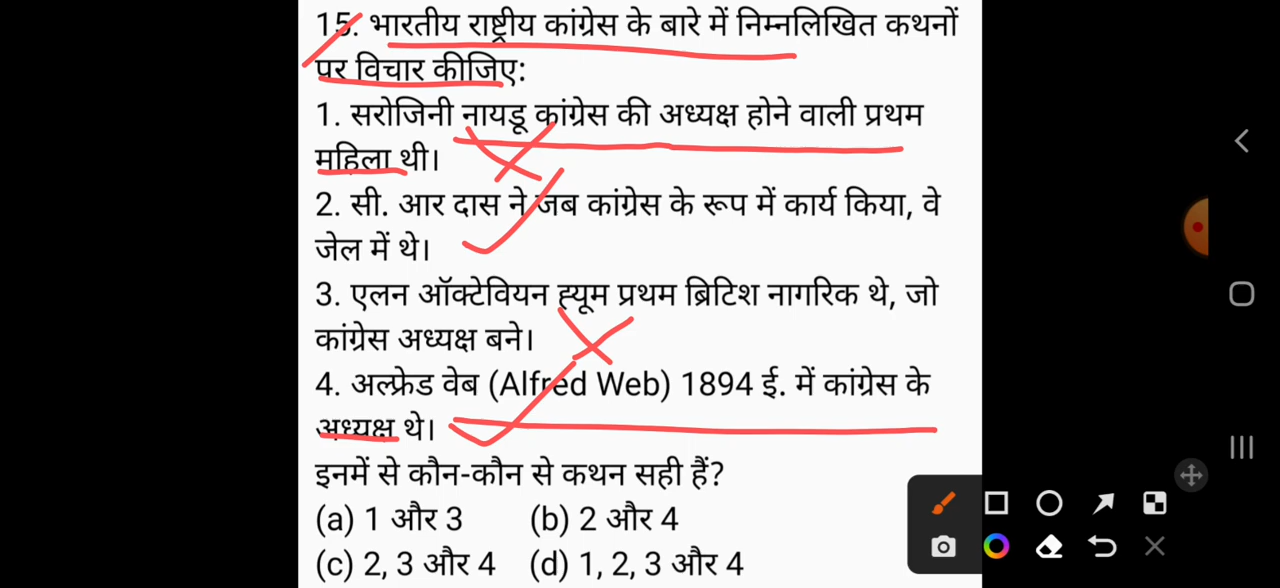 15. भारतीय राष्ट्रीय कांग्रेस के बारे में निम्नलिखित कथनों
पर विचार कीजिए:
1. सरोजिनी नायडू कांग्रेस की अध्यक्ष होने वाली प्रथम
महिला थी।
2. सी. आर दास ने जब कांग्रेस के रूप में कार्य किया, वे
जेल में थे।
3. एलन ऑक्टेवियन ह्यूम प्रथम ब्रिटिश नागरिक थे, जो
कांग्रेस अध्यक्ष बने।
4. अल्फ्रेड वेब (Alfred Web) 1894 ई. में कांग्रेस के
अध्यक्ष थे।
इनमें से कौन-कौन से कथन सही हैं?
(a) 1 और 3 (b) 2 और 4
(c) 2, 3 और 4 (d) 1, 2, 3 और 4